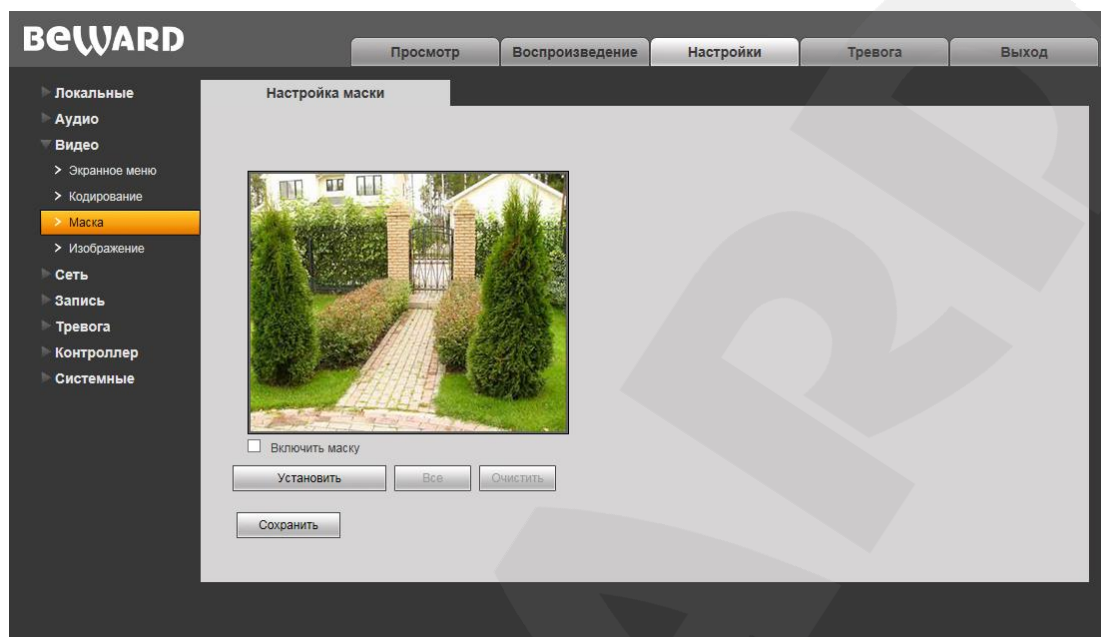 BEWARD
Просмотр
Воспроизведение
Настройки
Тревога
Выход
Локальные
Аудио
Видео
> Экранное меню
> Кодирование
> Маска
> Изображение
Сеть
Запись
Тревога
Контроллер
Системные
Настройка маски
Включить маску
Установить
Все
Очистить
Сохранить